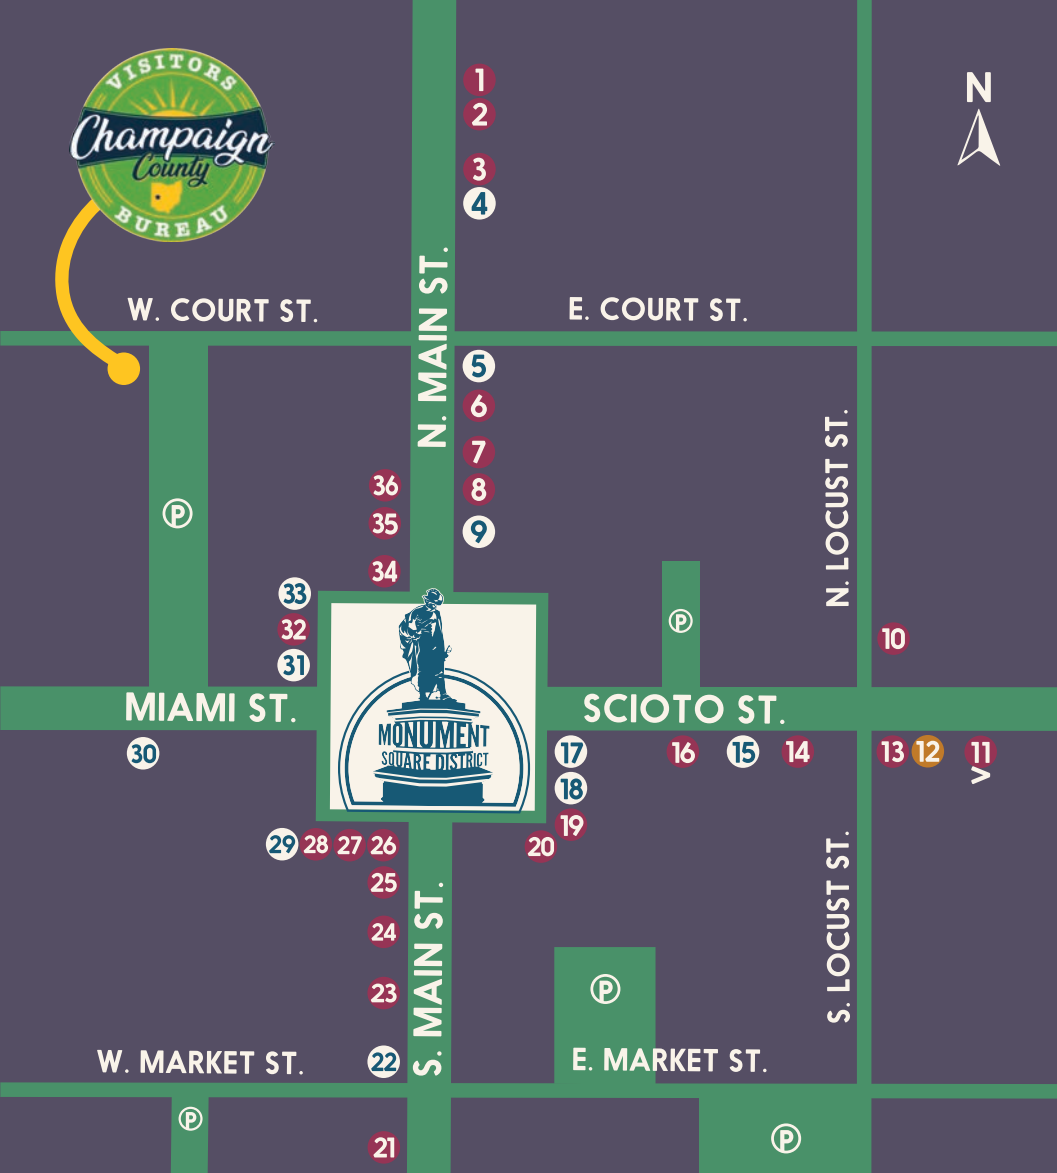 VISITORS
Champaign
County
BUREAU
N
1
2
3
4
N. MAIN ST.
W. COURT ST.
E. COURT ST.
5
6
7
8
9
36
35
34
P
N. LOCUST ST.
33
32
31
P
10
MIAMI ST.
SCIOTO ST.
MONUMENT
SQUARE DISTRICT
30
17
16
15
14
13
12
11
>
18
19
20
29
28
27
26
25
24
23
22
S. MAIN ST.
S. LOCUST ST.
P
W. MARKET ST.
E. MARKET ST.
P
21
P